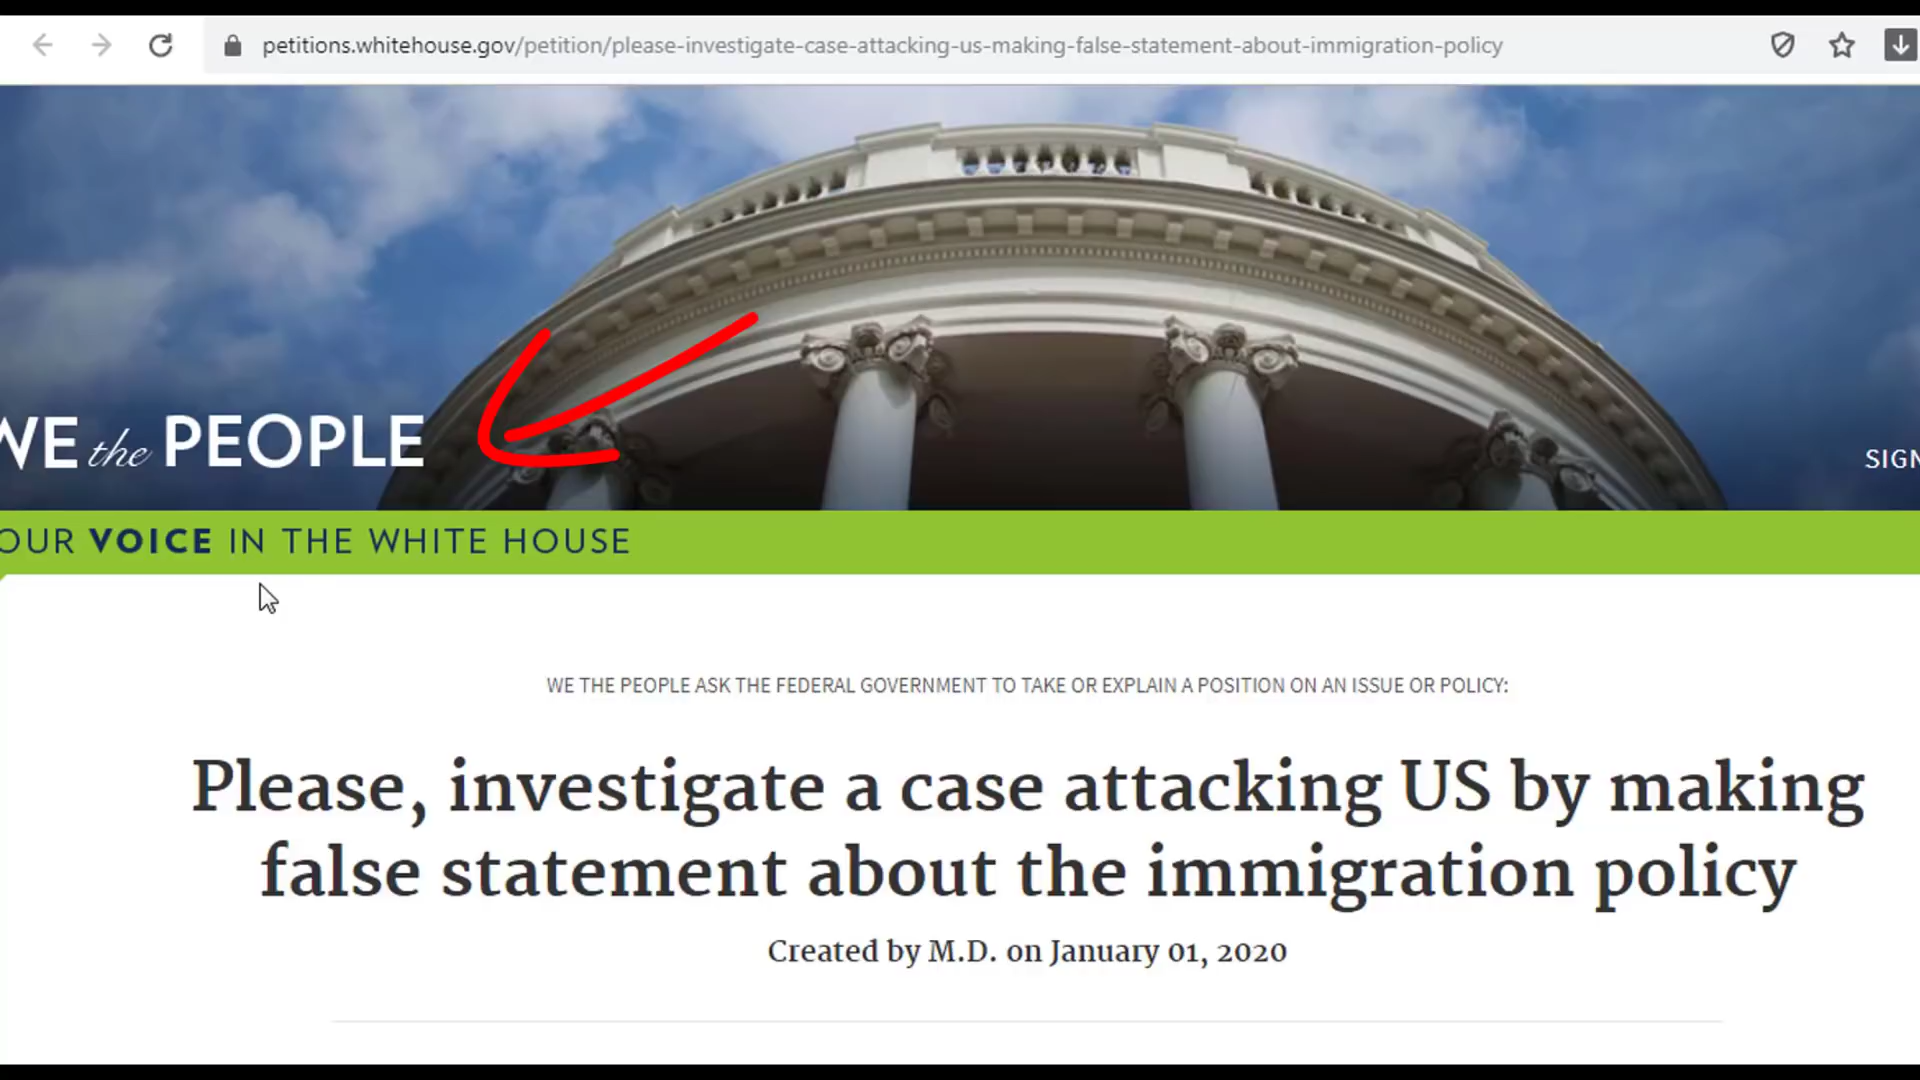 petitions.whitehouse.gov/petition/please-investigate-case-attacking-us-making-false-statement-about-immigration-policy
WE the PEOPLE
SIGN
OUR VOICE IN THE WHITE HOUSE
WE THE PEOPLE ASK THE FEDERAL GOVERNMENT TO TAKE OR EXPLAIN A POSITION ON AN ISSUE OR POLICY:
Please, investigate a case attacking US by making
false statement about the immigration policy
Created by M.D. on January 01, 2020